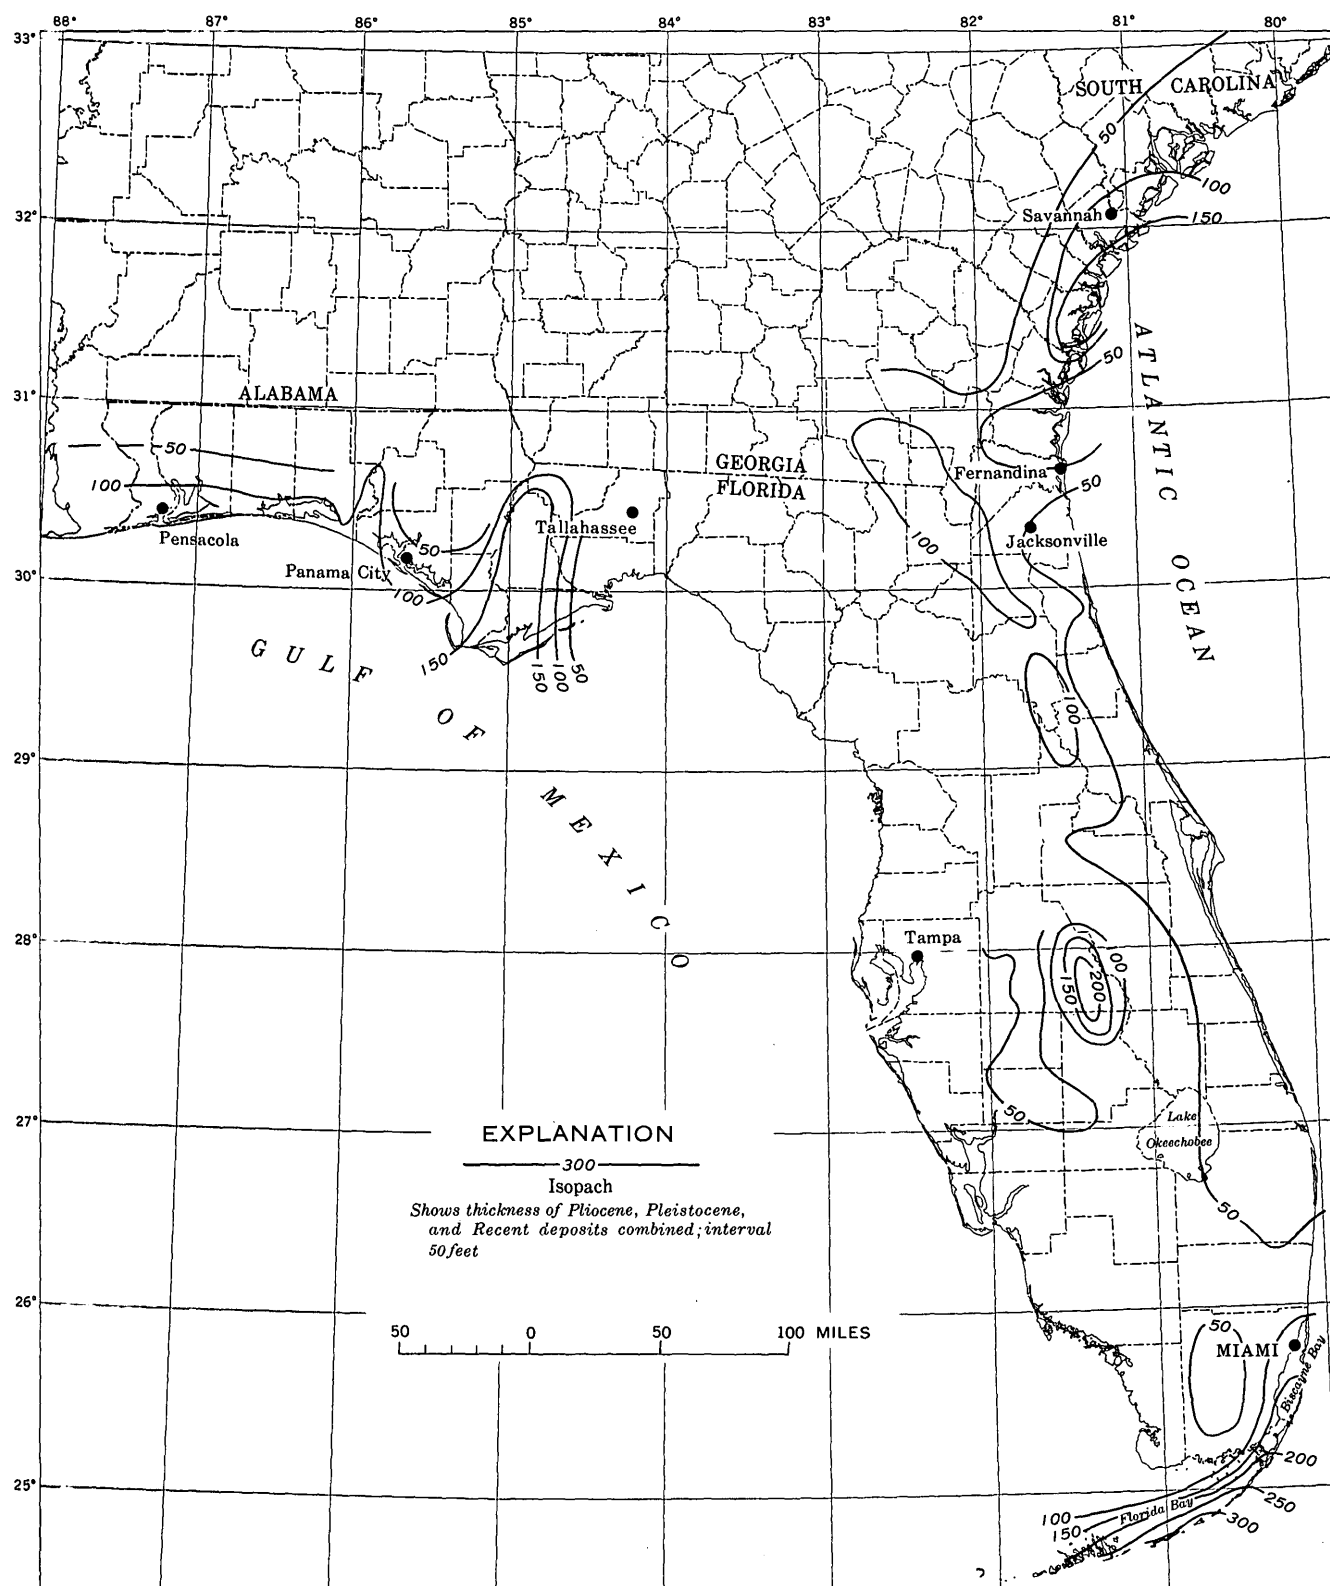 88° 87° 86° 85° 84° 83° 82° 81° 80°
33°
SOUTH CAROLINA
50
100
Savannah
150
32°
ATLANTIC OCEAN
50
31°
ALABAMA
50
GEORGIA
FLORIDA
Fernandina
100
50
Pensacola
Tallahassee
Jacksonville
100
50
Panama City
30°
100
GULF OF MEXICO
150
150
100
50
100
29°
28°
Tampa
100
150
200
27°
50
Lake
Okeechobee
EXPLANATION
300
Isopach
Shows thickness of Pliocene, Pleistocene,
and Recent deposits combined; interval
50 feet
50
26°
50 0 50 100 MILES
50
MIAMI
Biscayne Bay
200
25°
250
100
Florida Bay
300
150